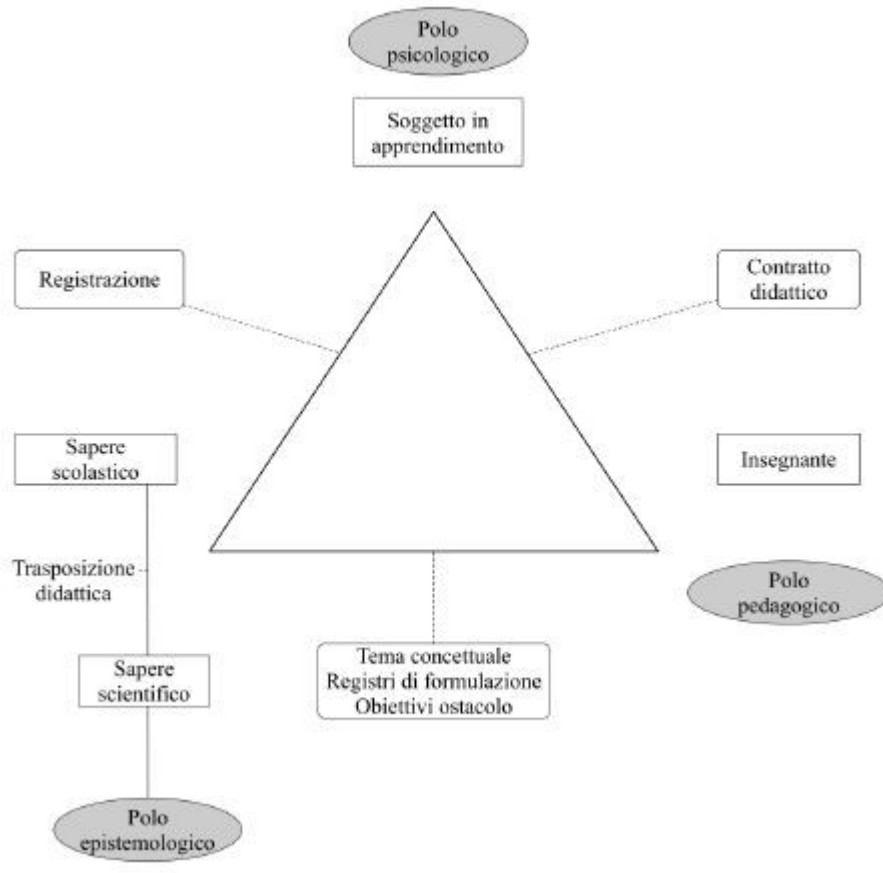 Polo
psicologico
Soggetto in
apprendimento
Registrazione
Contratto
didattico
Sapere
scolastico
Insegnante
Trasposizione
didattica
Polo
pedagogico
Tema concettuale
Registri di formulazione
Obiettivi ostacolo
Sapere
scientifico
Polo
epistemologico